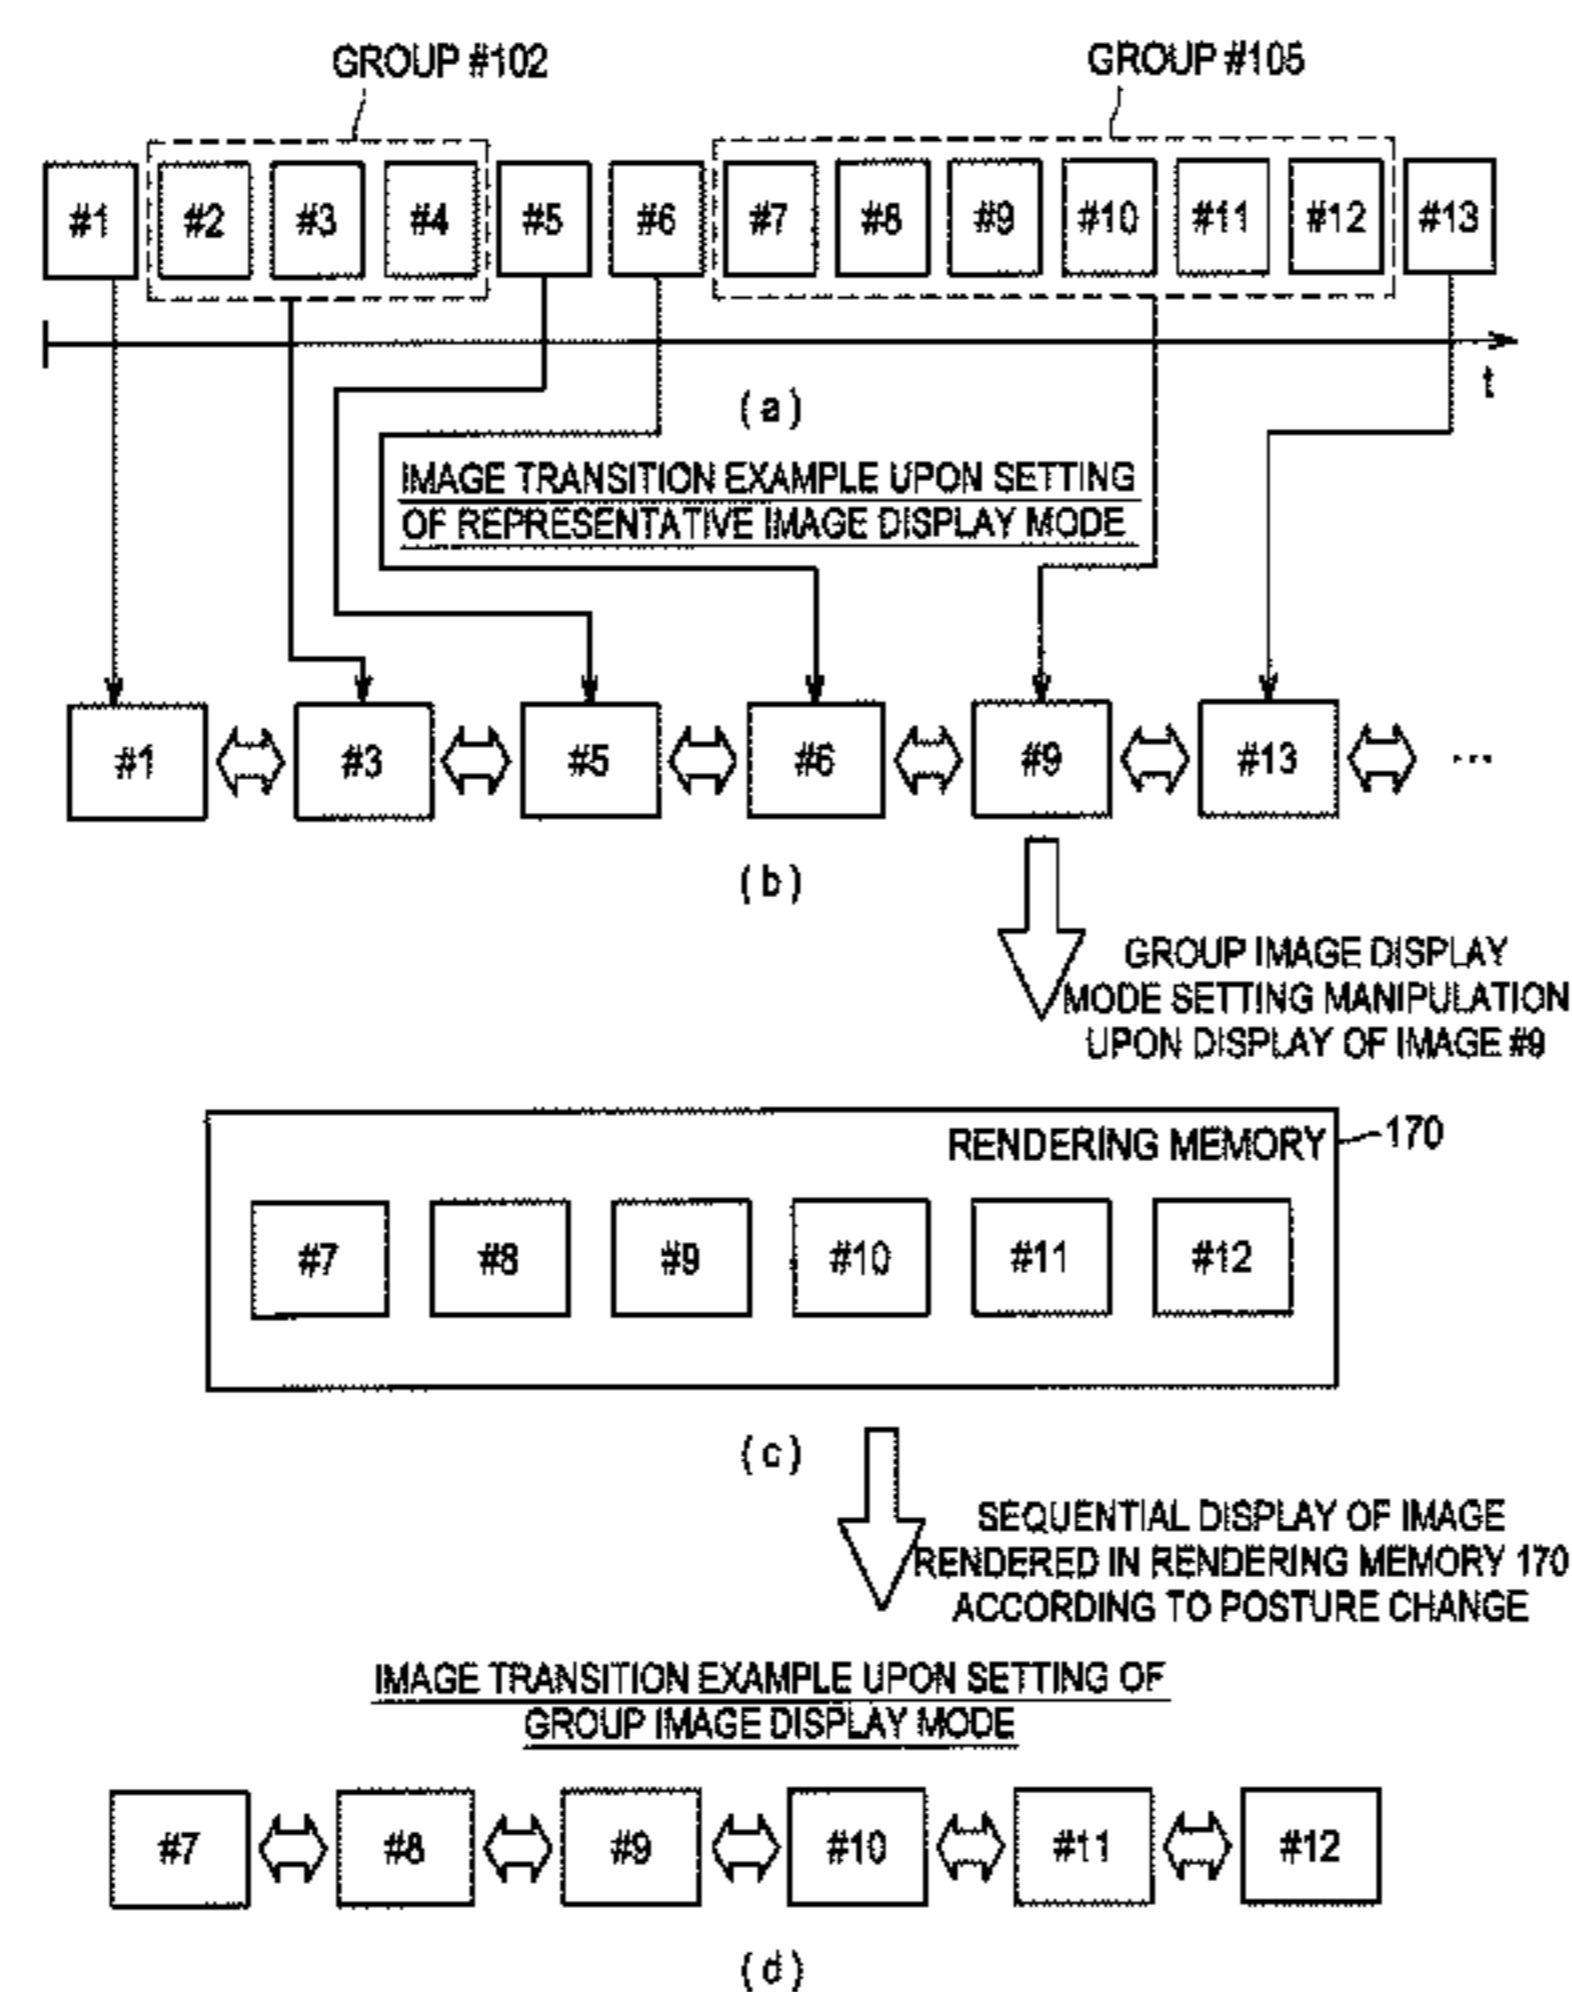 GROUP #102
GROUP #105
#1 #2 #3 #4 #5 #6 #7 #8 #9 #10 #11 #12 #13
t
(a)
IMAGE TRANSITION EXAMPLE UPON SETTING
OF REPRESENTATIVE IMAGE DISPLAY MODE
#1 #3 #5 #6 #9 #13 ...
(b)
GROUP IMAGE DISPLAY
MODE SETTING MANIPULATION
UPON DISPLAY OF IMAGE #9
RENDERING MEMORY
170
#7 #8 #9 #10 #11 #12
(c)
SEQUENTIAL DISPLAY OF IMAGE
RENDERED IN RENDERING MEMORY 170
ACCORDING TO POSTURE CHANGE
IMAGE TRANSITION EXAMPLE UPON SETTING OF
GROUP IMAGE DISPLAY MODE
#7 #8 #9 #10 #11 #12
(d)